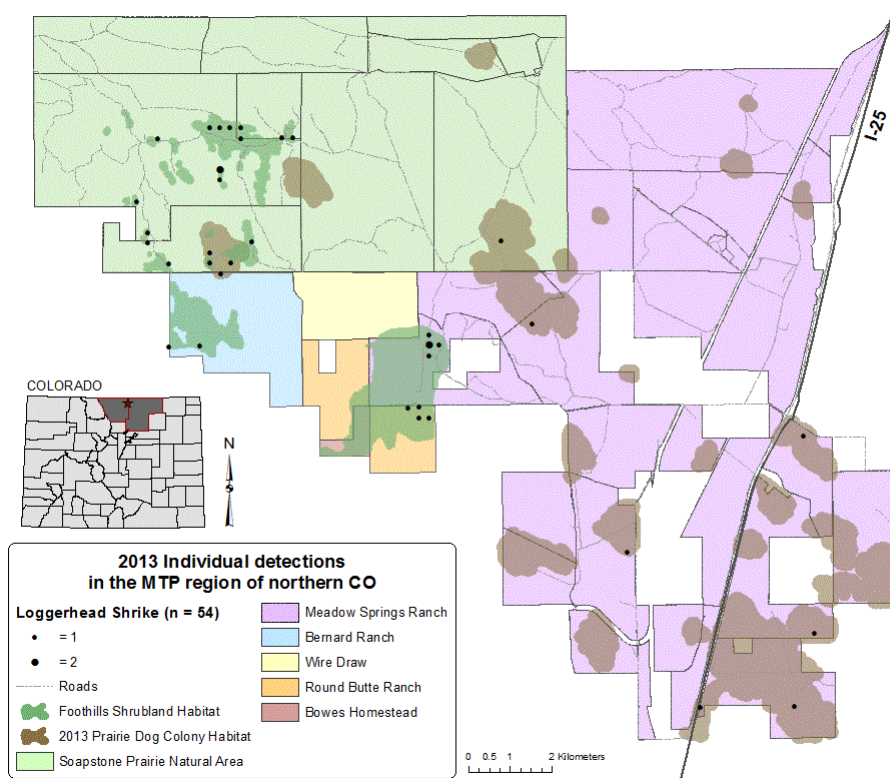 I-25
COLORADO
N
2013 Individual detections
in the MTP region of northern CO
Loggerhead Shrike (n = 54)
= 1
= 2
Roads
Foothills Shrubland Habitat
2013 Prairie Dog Colony Habitat
Soapstone Prairie Natural Area
Meadow Springs Ranch
Bernard Ranch
Wire Draw
Round Butte Ranch
Bowes Homestead
0 0.5 1 2 Kilometers